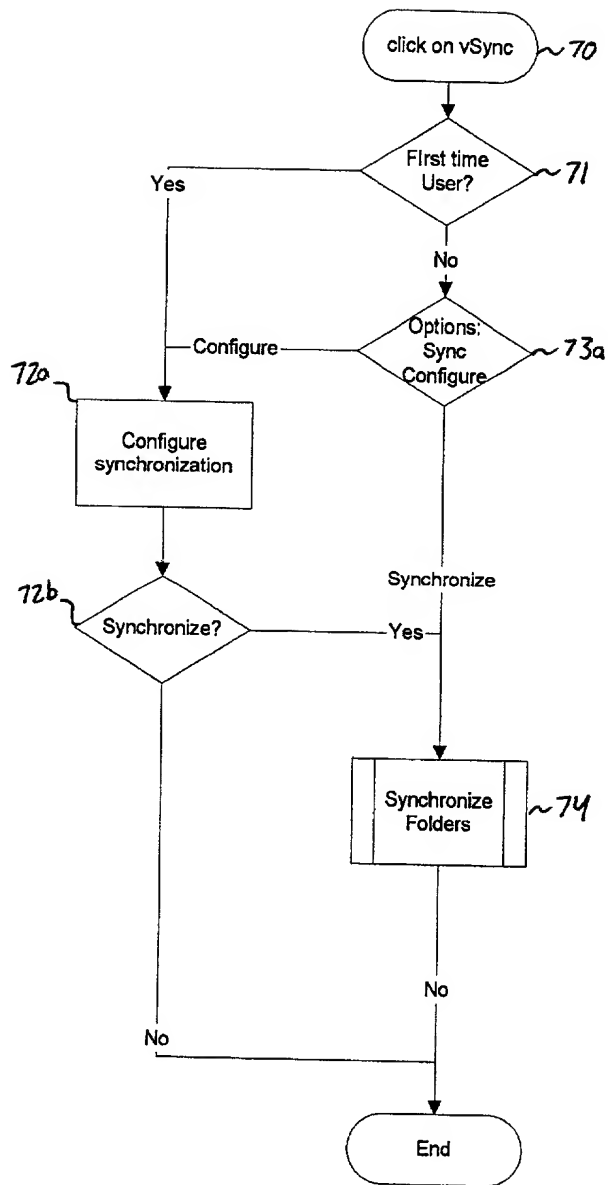 click on vSync
70
First time
User?
71
Yes
No
Options:
Sync
Configure
73a
Configure
72a
Configure
synchronization
Synchronize
72b
Synchronize?
Yes
Synchronize
Folders
74
No
No
End